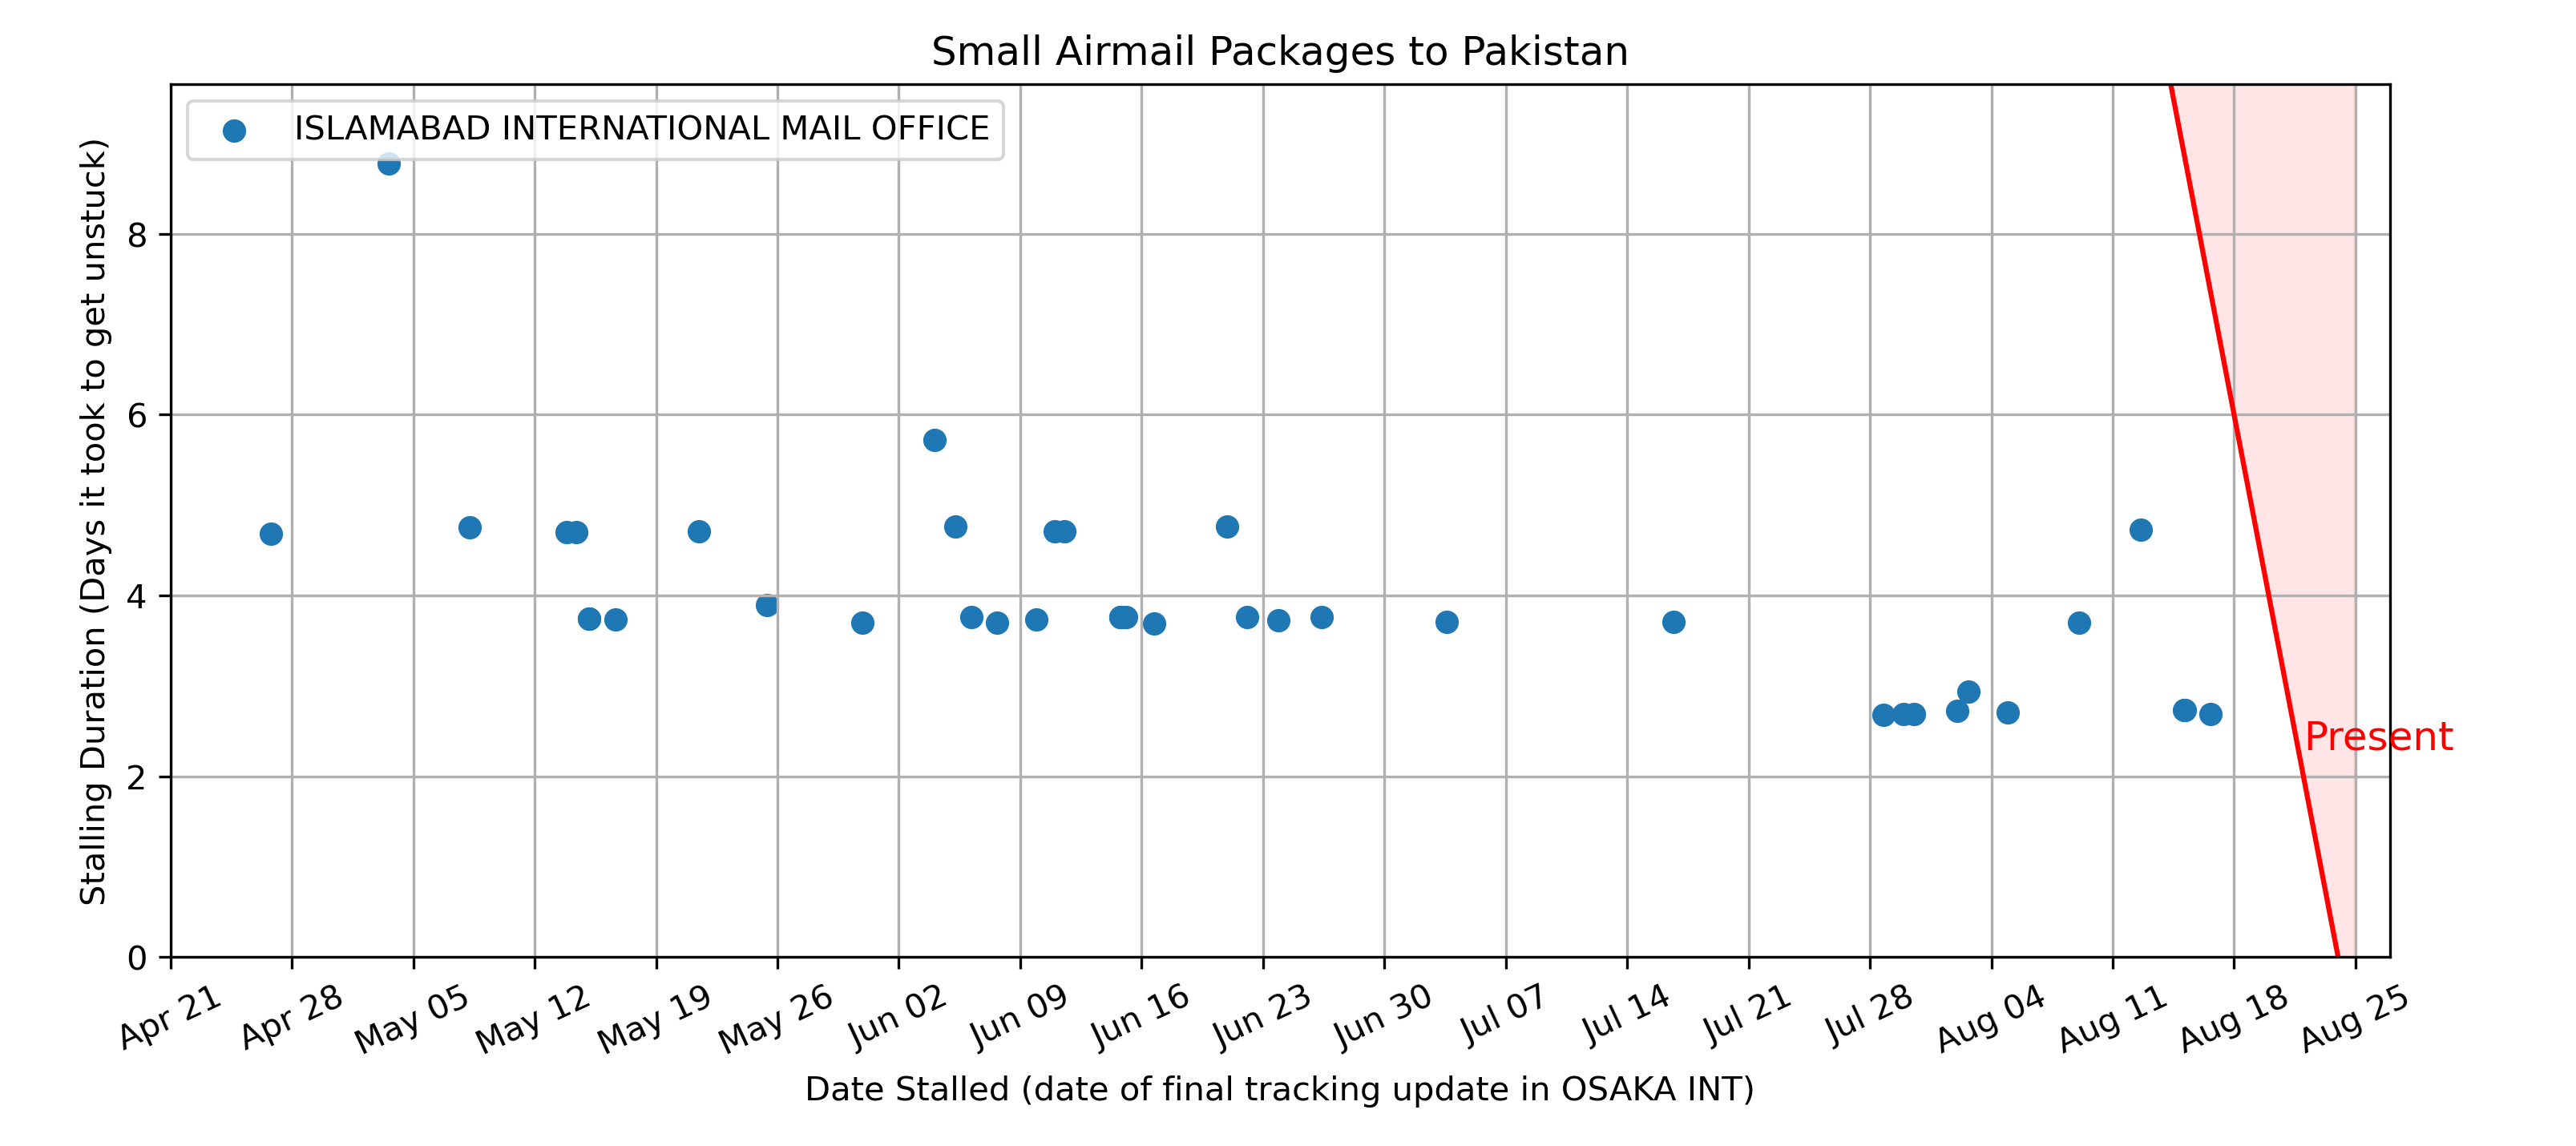 Small Airmail Packages to Pakistan
ISLAMABAD INTERNATIONAL MAIL OFFICE
Stalling Duration (Days it took to get unstuck)
8
6
4
2
0
Present
Apr 21 Apr 28 May 05 May 12 May 19 May 26 Jun 02 Jun 09 Jun 16 Jun 23 Jun 30 Jul 07 Jul 14 Jul 21 Jul 28 Aug 04 Aug 11 Aug 18 Aug 25
Date Stalled (date of final tracking update in OSAKA INT)